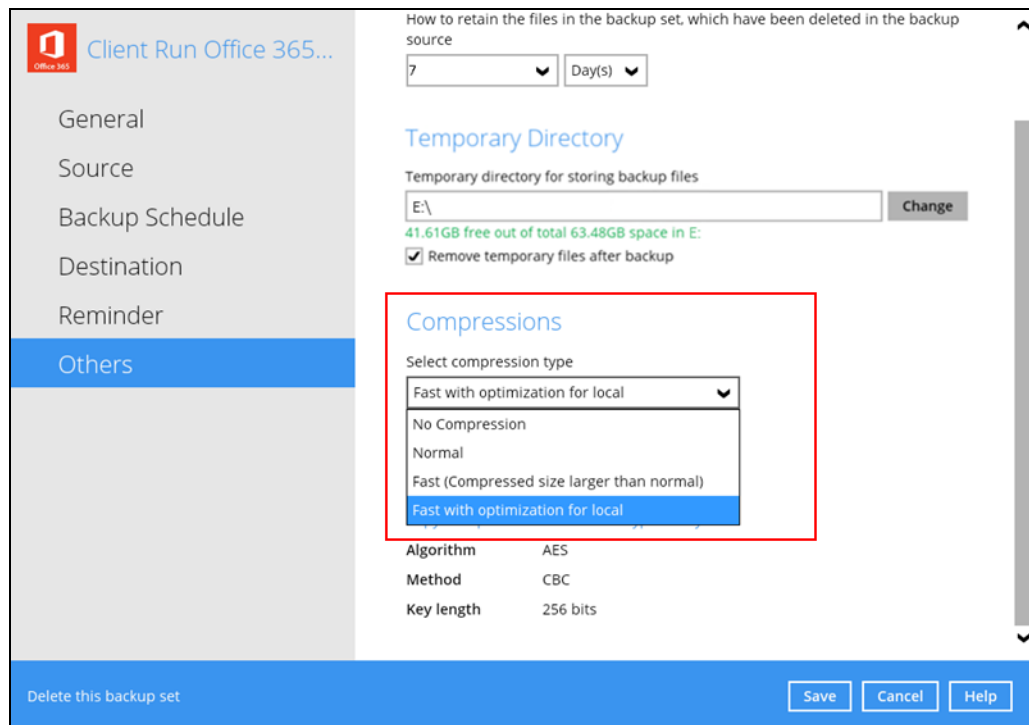 Office 365
Client Run Office 365...
General
Source
Backup Schedule
Destination
Reminder
Others
How to retain the files in the backup set, which have been deleted in the backup
source
7 Day(s)
Temporary Directory
Temporary directory for storing backup files
E:\ Change
41.61GB free out of total 63.48GB space in E:
Remove temporary files after backup
Compressions
Select compression type
Fast with optimization for local
No Compression
Normal
Fast (Compressed size larger than normal)
Fast with optimization for local
Algorithm AES
Method CBC
Key length 256 bits
Delete this backup set Save Cancel Help